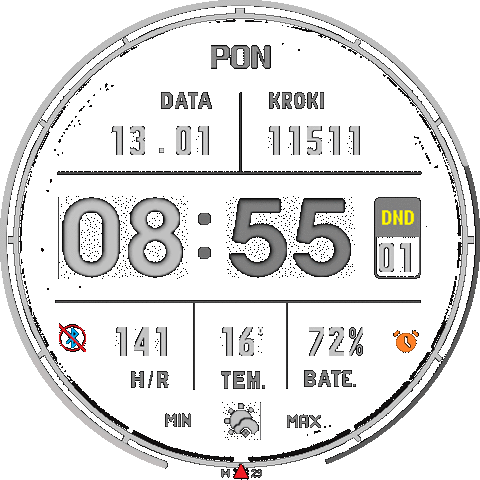 PON
DATA KROKI
13.01 11511
08:55 DND 01
141 16° 72%
H/R TEM. BATE.
MIN MAX